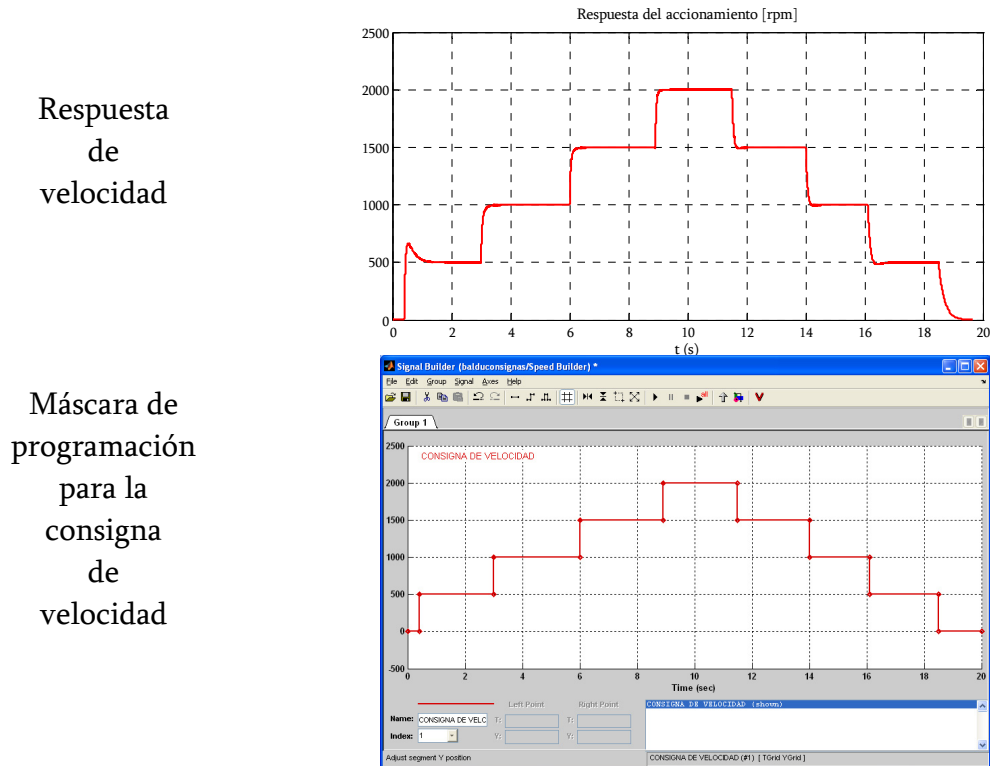 Respuesta del accionamiento [rpm]
2500
2000
1500
1000
500
0
0 2 4 6 8 10 12 14 16 18 20
t (s)
Respuesta
de
velocidad
Máscara de
programación
para la
consigna
de
velocidad
Signal Builder (balduconsignas/Speed Builder) *
File Edit Group Signal Axes Help
all
Group 1
CONSIGNA DE VELOCIDAD
2500
2000
1500
1000
500
0
-500
0 2 4 6 8 10 12 14 16 18 20
Time (sec)
Left Point Right Point
Name: CONSIGNA DE VELC T: T:
Index: 1 Y: Y:
CONSIGNA DE VELOCIDAD (shown)
Adjust segment Y position
CONSIGNA DE VELOCIDAD (#1) [ TGrid YGrid ]